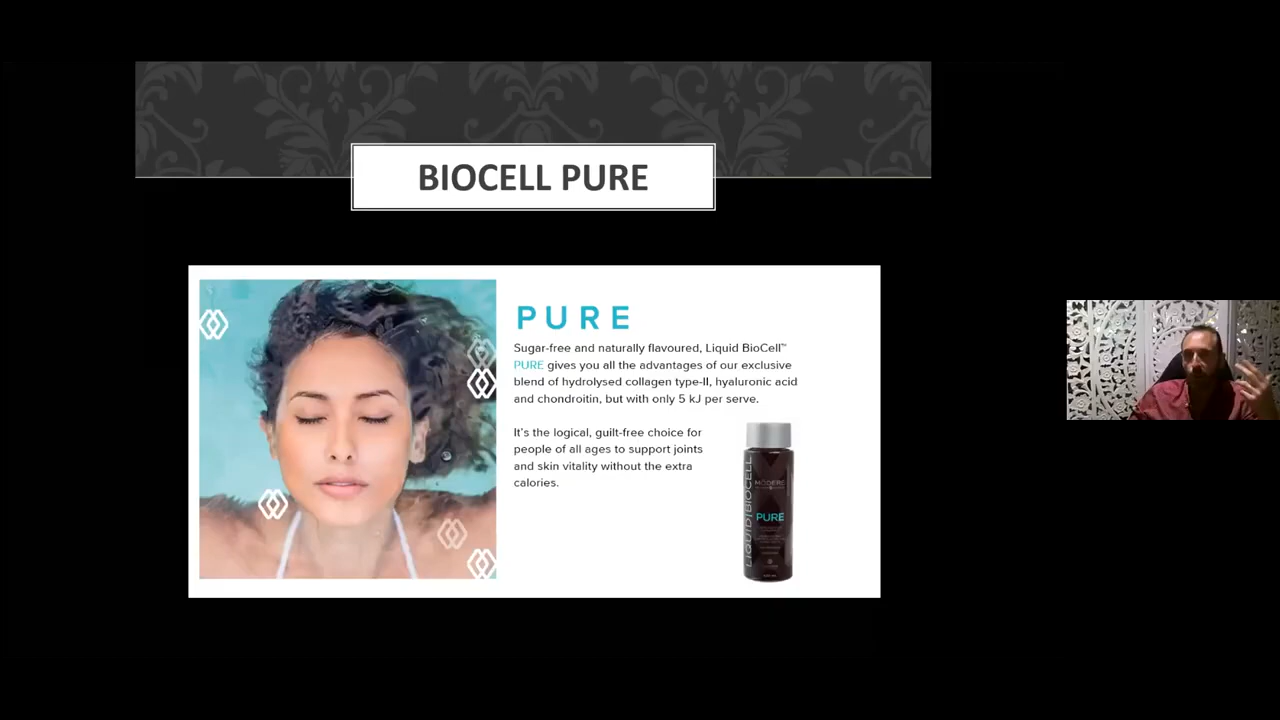 BIOCELL PURE
PURE
Sugar-free and naturally flavoured, Liquid BioCell™
PURE gives you all the advantages of our exclusive
blend of hydrolysed collagen type-II, hyaluronic acid
and chondroitin, but with only 5 kJ per serve.
It's the logical, guilt-free choice for
people of all ages to support joints
and skin vitality without the extra
calories.
LIQUID|BIOCELL
MODERE
PURE